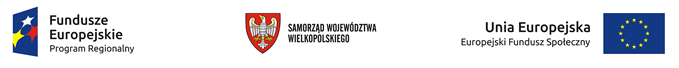 Fundusze
Europejskie
Program Regionalny
SAMORZĄD WOJEWÓDZTWA
WIELKOPOLSKIEGO
Unia Europejska
Europejski Fundusz Społeczny